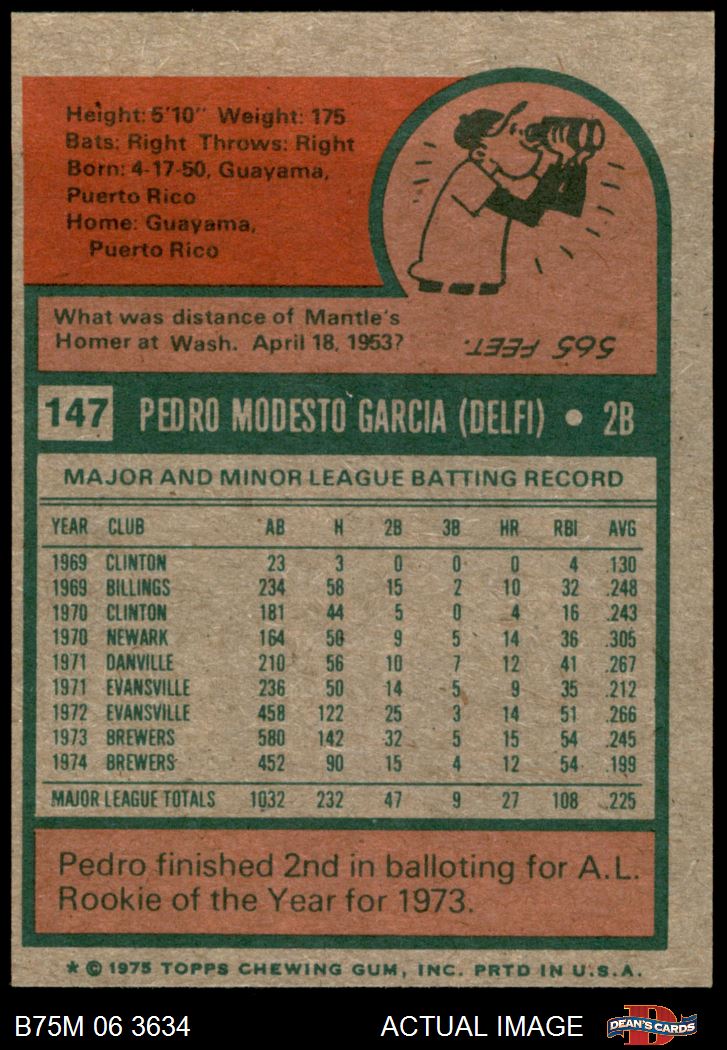 Height: 5'10" Weight: 175
Bats: Right Throws: Right
Born: 4-17-50, Guayama,
Puerto Rico
Home: Guayama,
Puerto Rico
What was distance of Mantle's
Homer at Wash. April 18, 1953?
565 FEET.
147 PEDRO MODESTO GARCIA (DELFI) • 2B
MAJOR AND MINOR LEAGUE BATTING RECORD
YEAR CLUB AB H 2B 3B HR RBI AVG
1969 CLINTON 23 3 0 0 0 4 .130
1969 BILLINGS 234 58 15 2 10 32 .248
1970 CLINTON 181 44 5 0 4 16 .243
1970 NEWARK 164 50 9 5 14 36 .305
1971 DANVILLE 210 56 10 7 12 41 .267
1971 EVANSVILLE 236 50 14 5 9 35 .212
1972 EVANSVILLE 458 122 25 3 14 51 .266
1973 BREWERS 580 142 32 5 15 54 .245
1974 BREWERS 452 90 15 4 12 54 .199
MAJOR LEAGUE TOTALS 1032 232 47 9 27 108 .225
Pedro finished 2nd in balloting for A.L.
Rookie of the Year for 1973.
* © 1975 TOPPS CHEWING GUM, INC. PRTD IN U.S.A.
B75M 06 3634 ACTUAL IMAGE DEAN'S CARDS